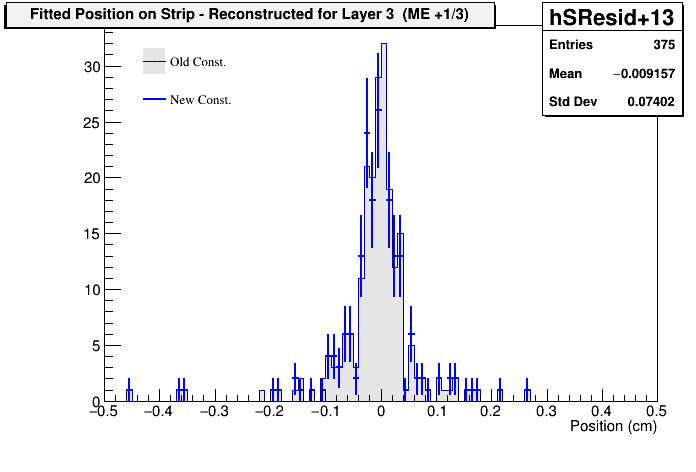 Fitted Position on Strip - Reconstructed for Layer 3 (ME +1/3)
hSResid+13
Entries 375
Mean −0.009157
Std Dev 0.07402
Old Const.
New Const.
30
25
20
15
10
5
0
−0.5 −0.4 −0.3 −0.2 −0.1 0 0.1 0.2 0.3 0.4 0.5
Position (cm)